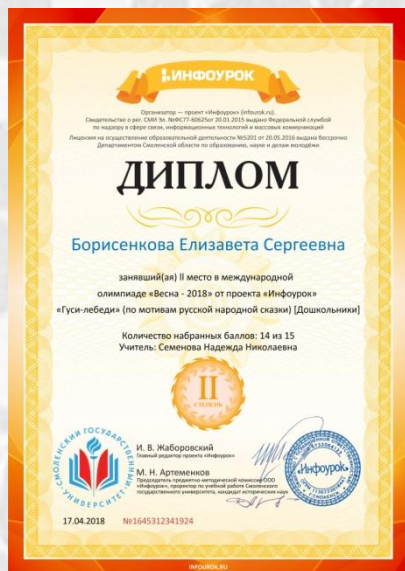 ИНФОУРОК
Организатор — проект «Инфоурок» (infourok.ru).
Свидетельство о рег. СМИ Эл. №ФС77-60625от 20.01.2015 выдано Федеральной службой
по надзору в сфере связи, информационных технологий и массовых коммуникаций
Лицензия на осуществление образовательной деятельности №5201 от 20.05.2016 выдана бессрочно
Департаментом Смоленской области по образованию, науке и делам молодёжи
ДИПЛОМ
Борисенкова Елизавета Сергеевна
занявший(ая) II место в международной
олимпиаде «Весна - 2018» от проекта «Инфоурок»
«Гуси-лебеди» (по мотивам русской народной сказки) [Дошкольники]
Количество набранных баллов: 14 из 15
Учитель: Семенова Надежда Николаевна
II
СТЕПЕНЬ
СМОЛЕНСКИЙ ГОСУДАРСТВЕННЫЙ УНИВЕРСИТЕТ
И. В. Жаборовский
Главный редактор проекта «Инфоурок»
М. Н. Артеменков
Председатель предметно-методической комиссии ООО
«Инфоурок», проректор по учебной работе Смоленского
государственного университета, кандидат исторических наук
«Инфоурок»
17.04.2018 №1645312341924
INFOUROK.RU